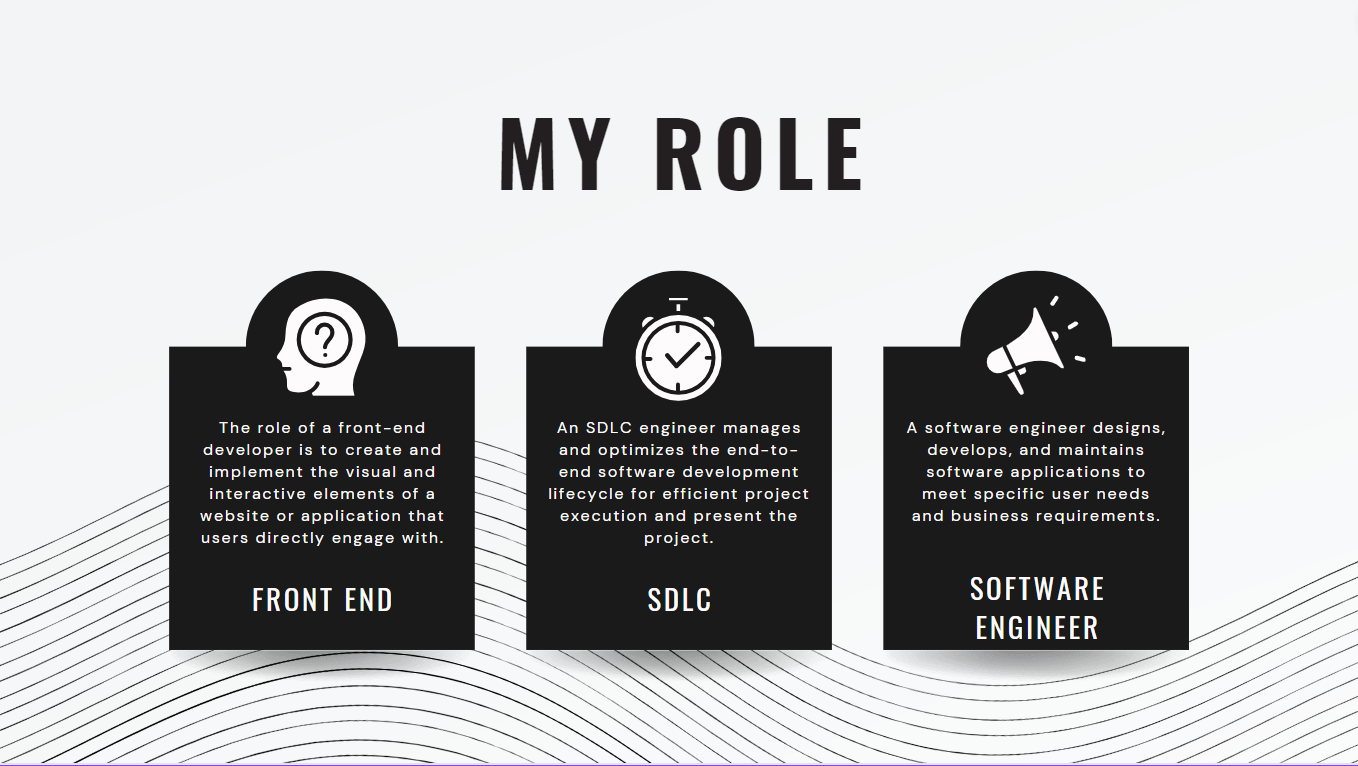 MY ROLE
The role of a front-end
developer is to create and
implement the visual and
interactive elements of a
website or application that
users directly engage with.
FRONT END
An SDLC engineer manages
and optimizes the end-to-
end software development
lifecycle for efficient project
execution and present the
project.
SDLC
A software engineer designs,
develops, and maintains
software applications to
meet specific user needs
and business requirements.
SOFTWARE
ENGINEER